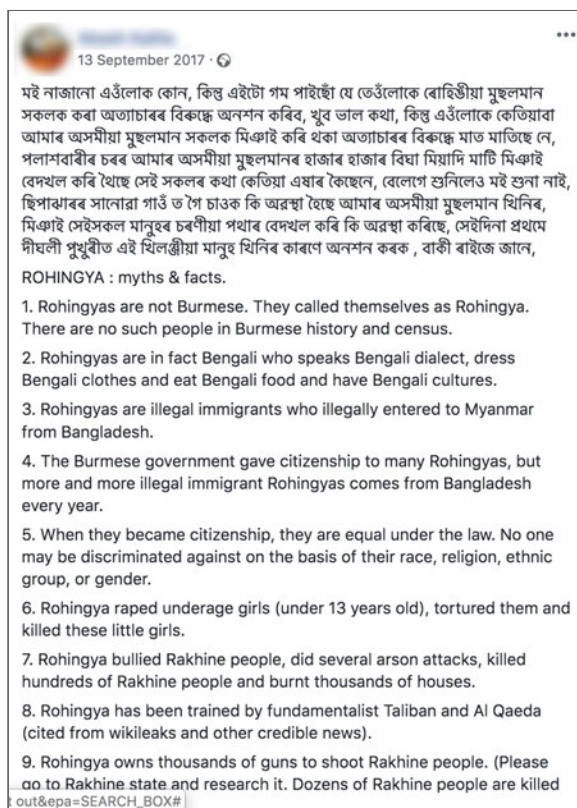 13 September 2017 ·
মই নাজানো এওঁলোক কোন, কিন্তু এইটো গম পাইছোঁ যে তেওঁলোকে ৰোহিঙীয়া মুছলমান
সকলক কৰা অত্যাচাৰৰ বিৰুদ্ধে অনশন কৰিব, খুব ভাল কথা, কিন্তু এওঁলোকে কেতিয়াবা
আমাৰ অসমীয়া মুছলমান সকলক মিঞাই কৰি থকা অত্যাচাৰৰ বিৰুদ্ধে মাত মাতিছে নে,
পলাশবাৰীৰ চৰৰ আমাৰ অসমীয়া মুছলমানৰ হাজাৰ হাজাৰ বিঘা মিয়াদি মাটি মিঞাই
বেদখল কৰি থৈছে সেই সকলৰ কথা কেতিয়া এষাৰ কৈছেনে, বেলেগে শুনিলেও মই শুনা নাই,
ছিপাঝাৰৰ সানোৱা গাওঁ ত গৈ চাওক কি অৱস্থা হৈছে আমাৰ অসমীয়া মুছলমান খিনিৰ,
মিঞাই সেইসকল মানুহৰ চৰণীয়া পথাৰ বেদখল কৰি কি অৱস্থা কৰিছে, সেইদিনা প্ৰথমে
দীঘলী পুখুৰীত এই খিলঞ্জীয়া মানুহ খিনিৰ কাৰণে অনশন কৰক , বাকী ৰাইজে জানে,
ROHINGYA : myths & facts.
1. Rohingyas are not Burmese. They called themselves as Rohingya.
There are no such people in Burmese history and census.
2. Rohingyas are in fact Bengali who speaks Bengali dialect, dress
Bengali clothes and eat Bengali food and have Bengali cultures.
3. Rohingyas are illegal immigrants who illegally entered to Myanmar
from Bangladesh.
4. The Burmese government gave citizenship to many Rohingyas, but
more and more illegal immigrant Rohingyas comes from Bangladesh
every year.
5. When they became citizenship, they are equal under the law. No one
may be discriminated against on the basis of their race, religion, ethnic
group, or gender.
6. Rohingya raped underage girls (under 13 years old), tortured them and
killed these little girls.
7. Rohingya bullied Rakhine people, did several arson attacks, killed
hundreds of Rakhine people and burnt thousands of houses.
8. Rohingya has been trained by fundamentalist Taliban and Al Qaeda
(cited from wikileaks and other credible news).
9. Rohingya owns thousands of guns to shoot Rakhine people. (Please
go to Rakhine state and research it. Dozens of Rakhine people are killed
out&epa=SEARCH_BOX#